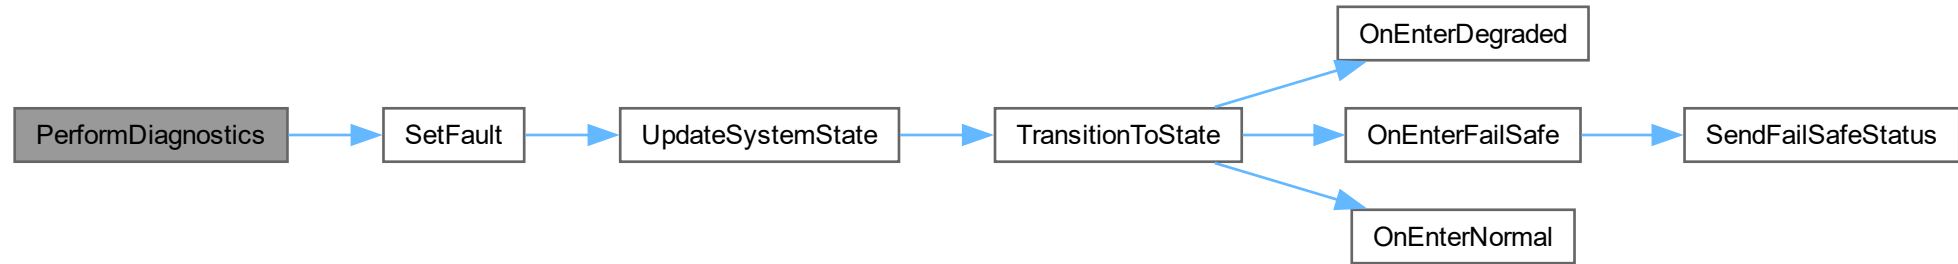 PerformDiagnostics
SetFault
UpdateSystemState
TransitionToState
OnEnterDegraded
OnEnterFailSafe
SendFailSafeStatus
OnEnterNormal